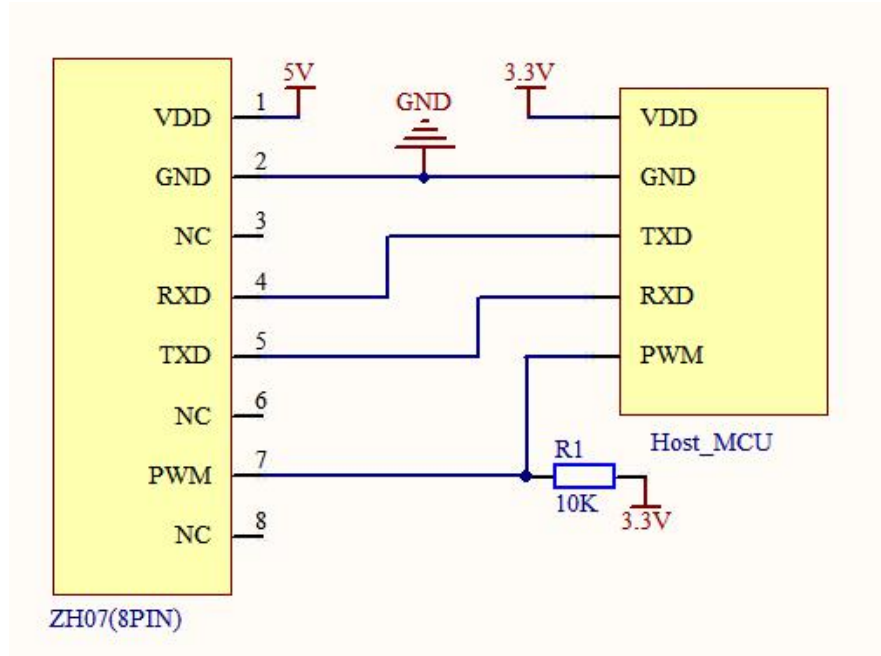 5V
3.3V
GND
VDD 1
GND 2
NC 3
RXD 4
TXD 5
NC 6
PWM 7
NC 8
ZH07(8PIN)
VDD
GND
TXD
RXD
PWM
Host_MCU
R1
10K
3.3V